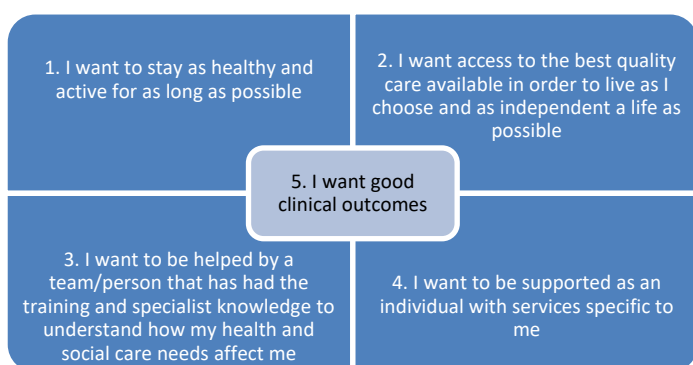 1. I want to stay as healthy and
active for as long as possible
2. I want access to the best quality
care available in order to live as I
choose and as independent a life as
possible
5. I want good
clinical outcomes
3. I want to be helped by a
team/person that has had the
training and specialist knowledge to
understand how my health and
social care needs affect me
4. I want to be supported as an
individual with services specific to
me